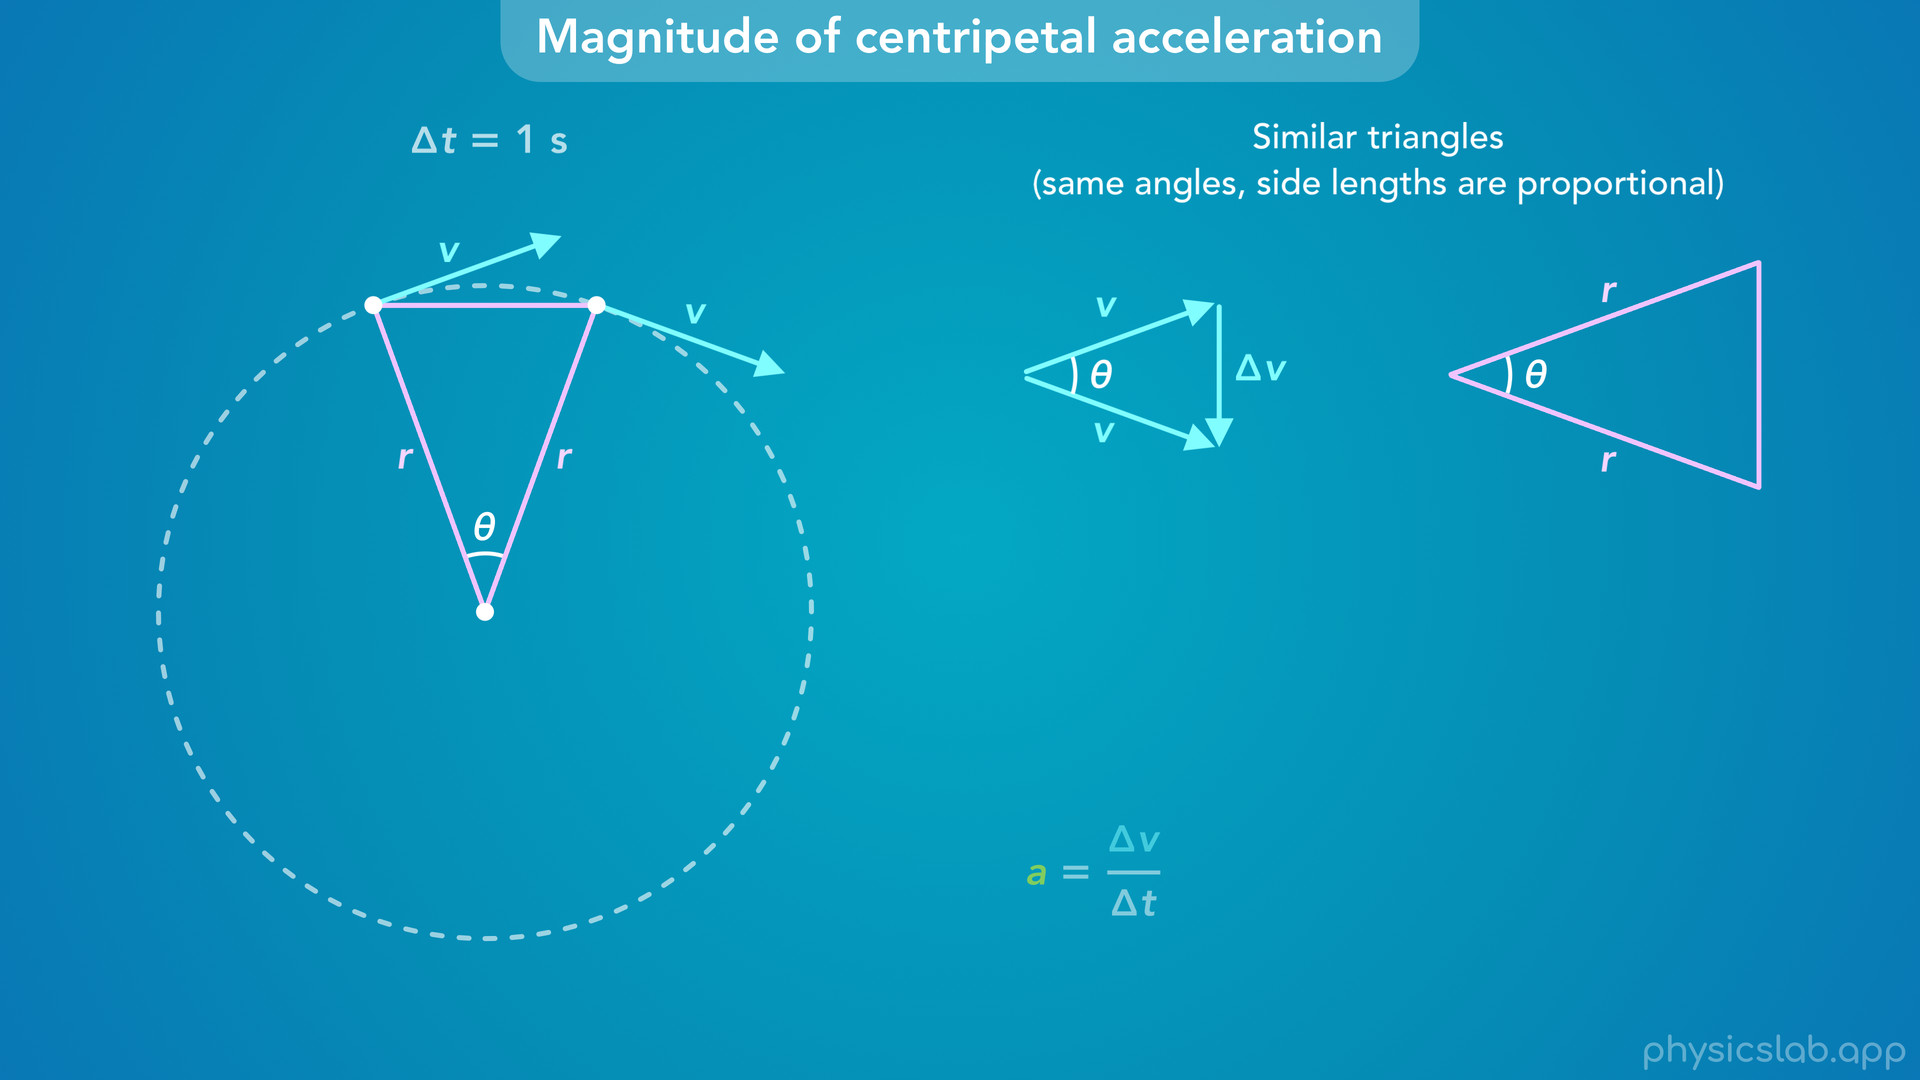 Magnitude of centripetal acceleration
Δt = 1 s
Similar triangles
(same angles, side lengths are proportional)
v
v
r
r
θ
v
θ
Δv
v
r
θ
r
a = Δv/Δt
physicslab.app